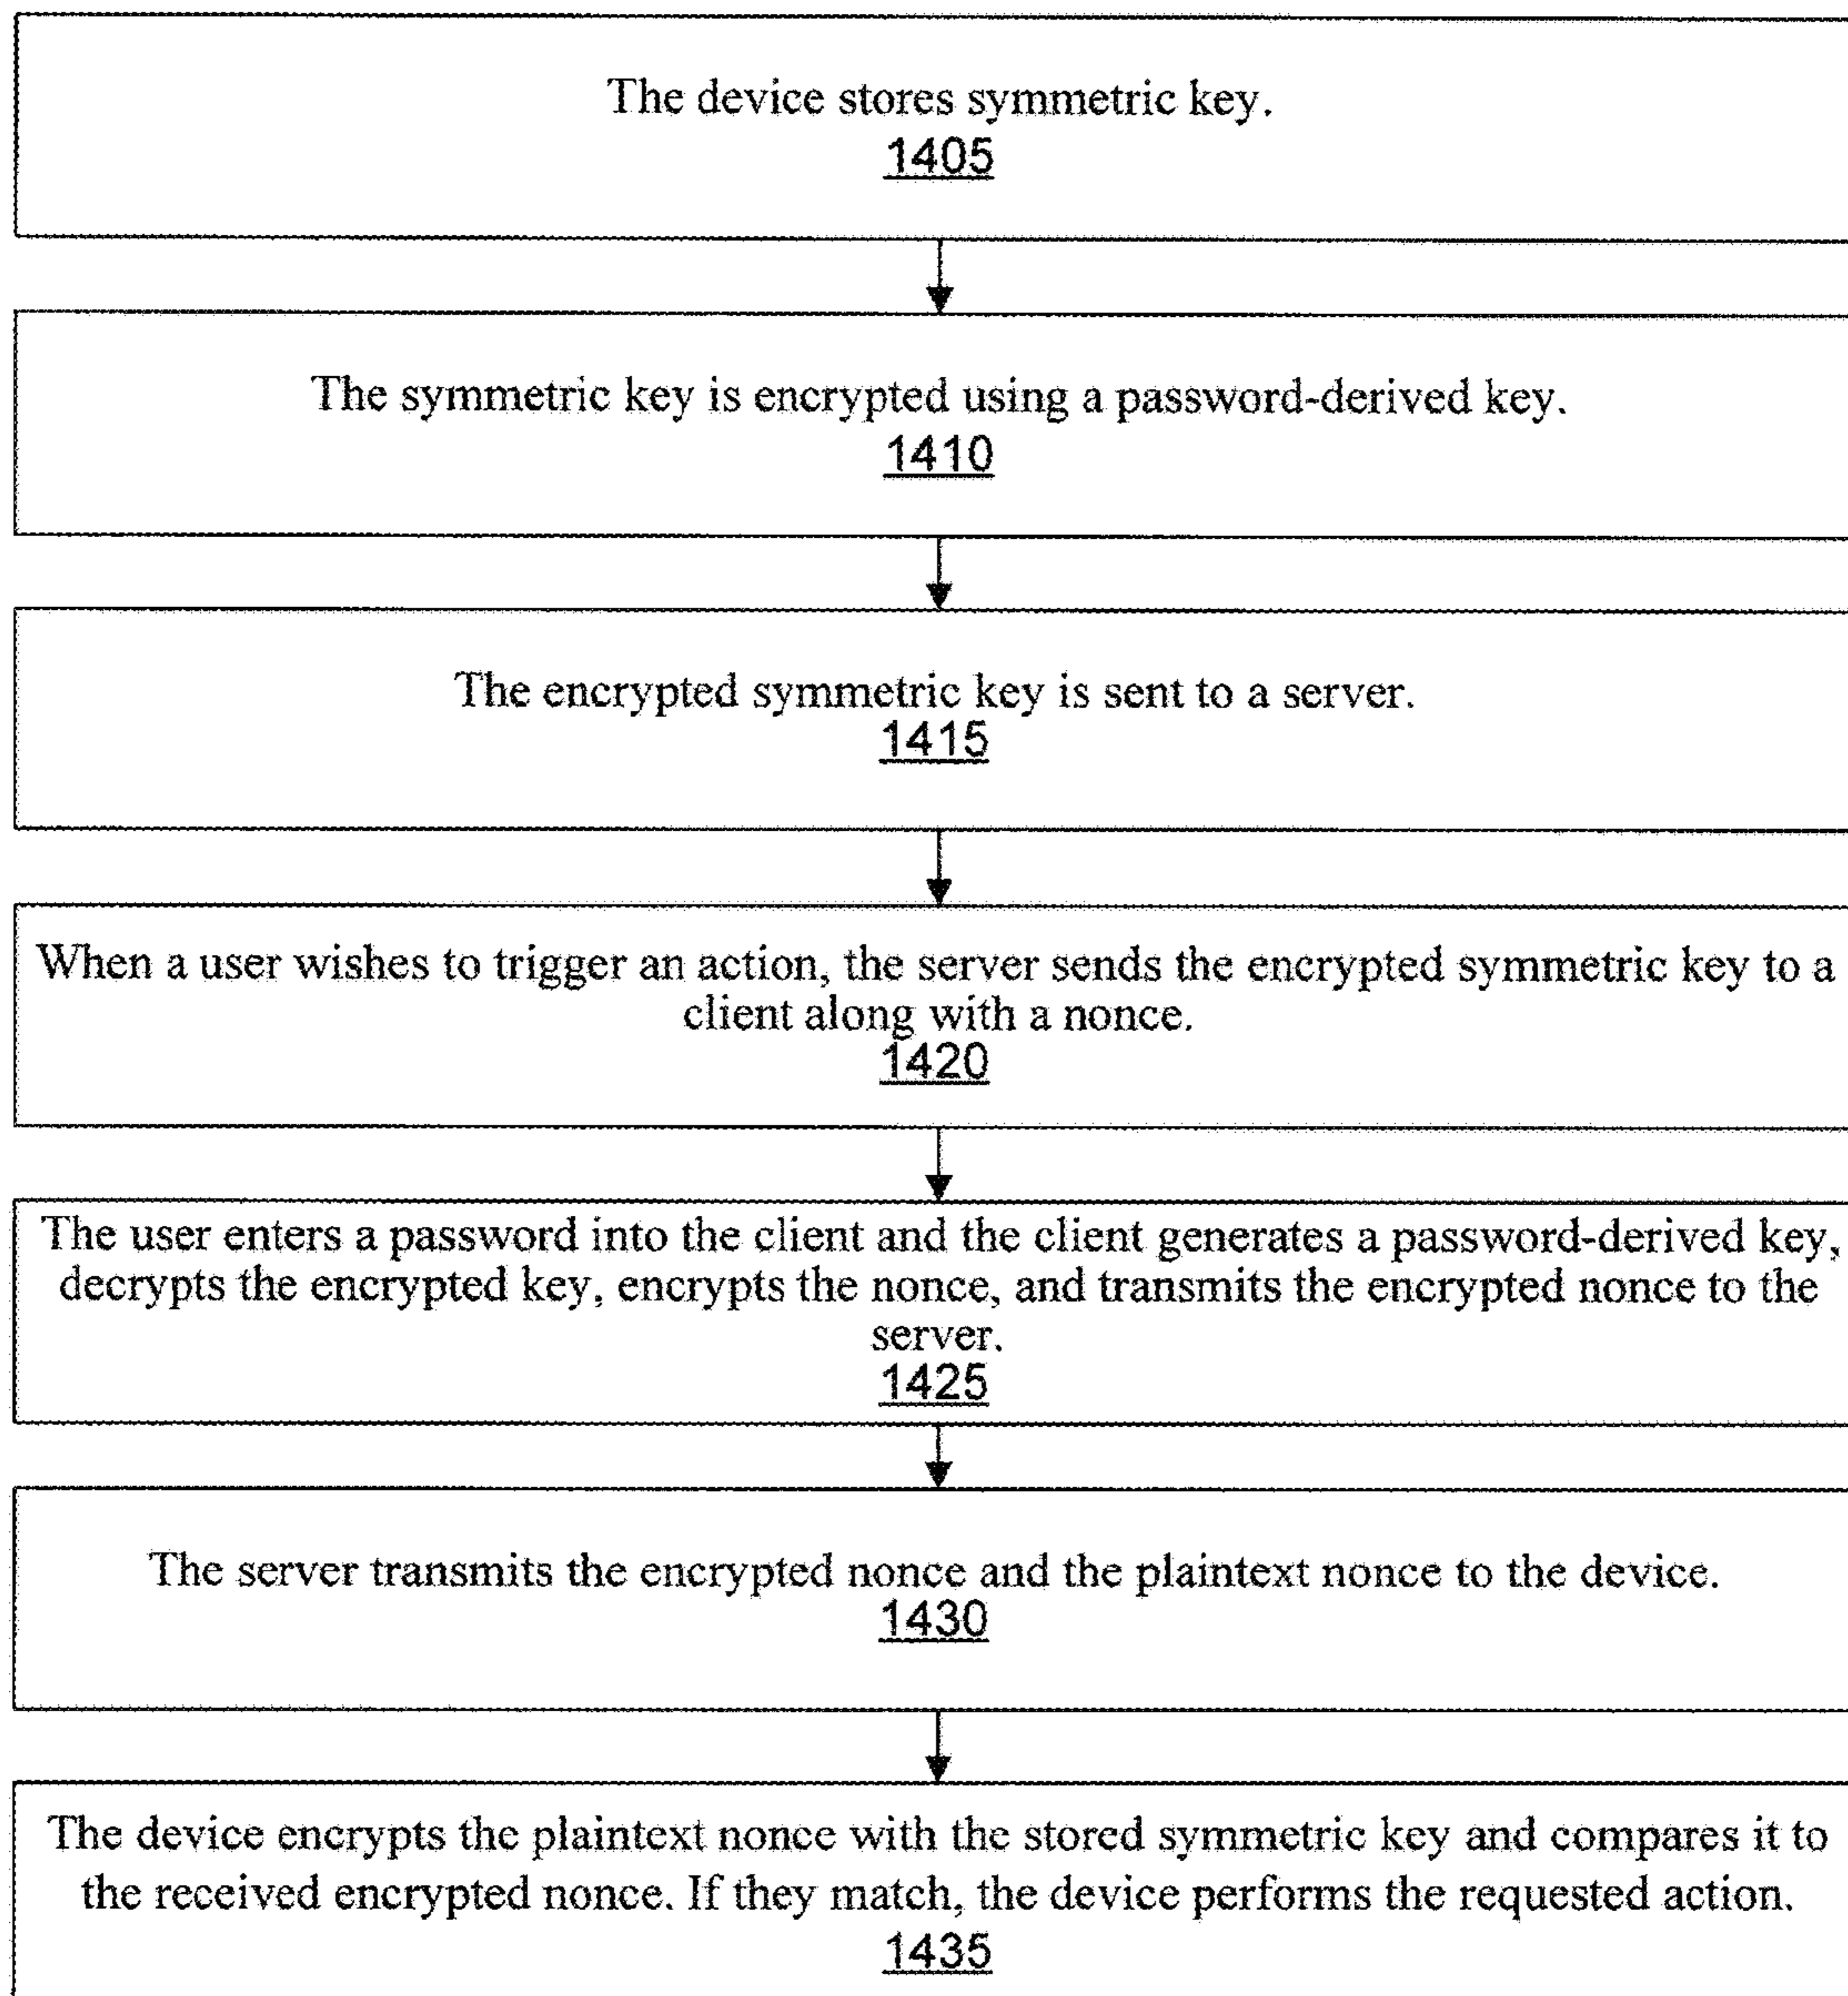 The device stores symmetric key.
1405
The symmetric key is encrypted using a password-derived key.
1410
The encrypted symmetric key is sent to a server.
1415
When a user wishes to trigger an action, the server sends the encrypted symmetric key to a
client along with a nonce.
1420
The user enters a password into the client and the client generates a password-derived key,
decrypts the encrypted key, encrypts the nonce, and transmits the encrypted nonce to the
server.
1425
The server transmits the encrypted nonce and the plaintext nonce to the device.
1430
The device encrypts the plaintext nonce with the stored symmetric key and compares it to
the received encrypted nonce. If they match, the device performs the requested action.
1435